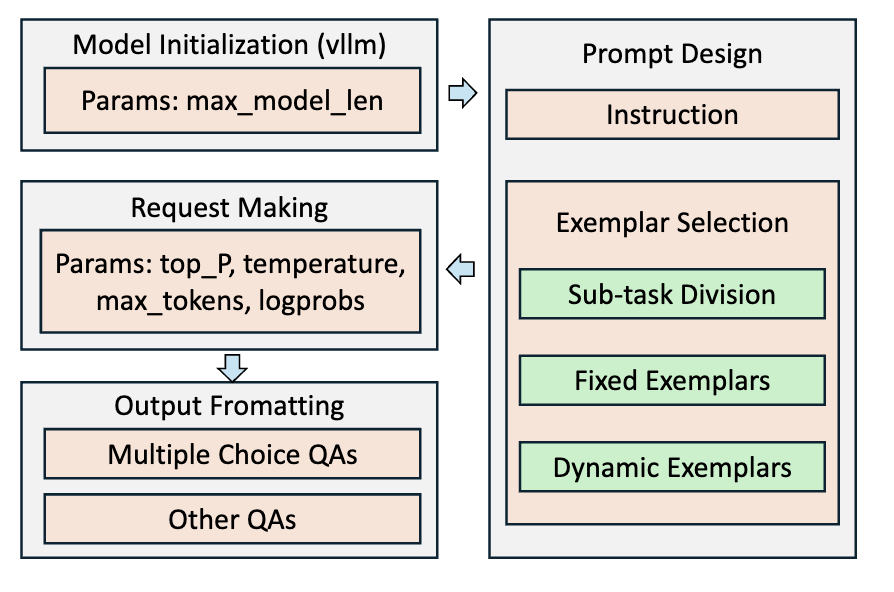 Model Initialization (vllm)
Params: max_model_len
Prompt Design
Instruction
Exemplar Selection
Sub-task Division
Fixed Exemplars
Dynamic Exemplars
Request Making
Params: top_P, temperature,
max_tokens, logprobs
Output Fromatting
Multiple Choice QAs
Other QAs